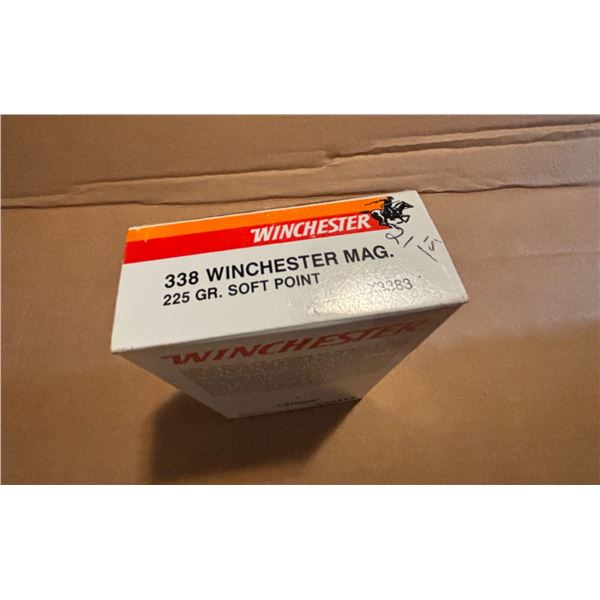 WINCHESTER
338 WINCHESTER MAG.
225 GR. SOFT POINT
X3383
WINCHESTER